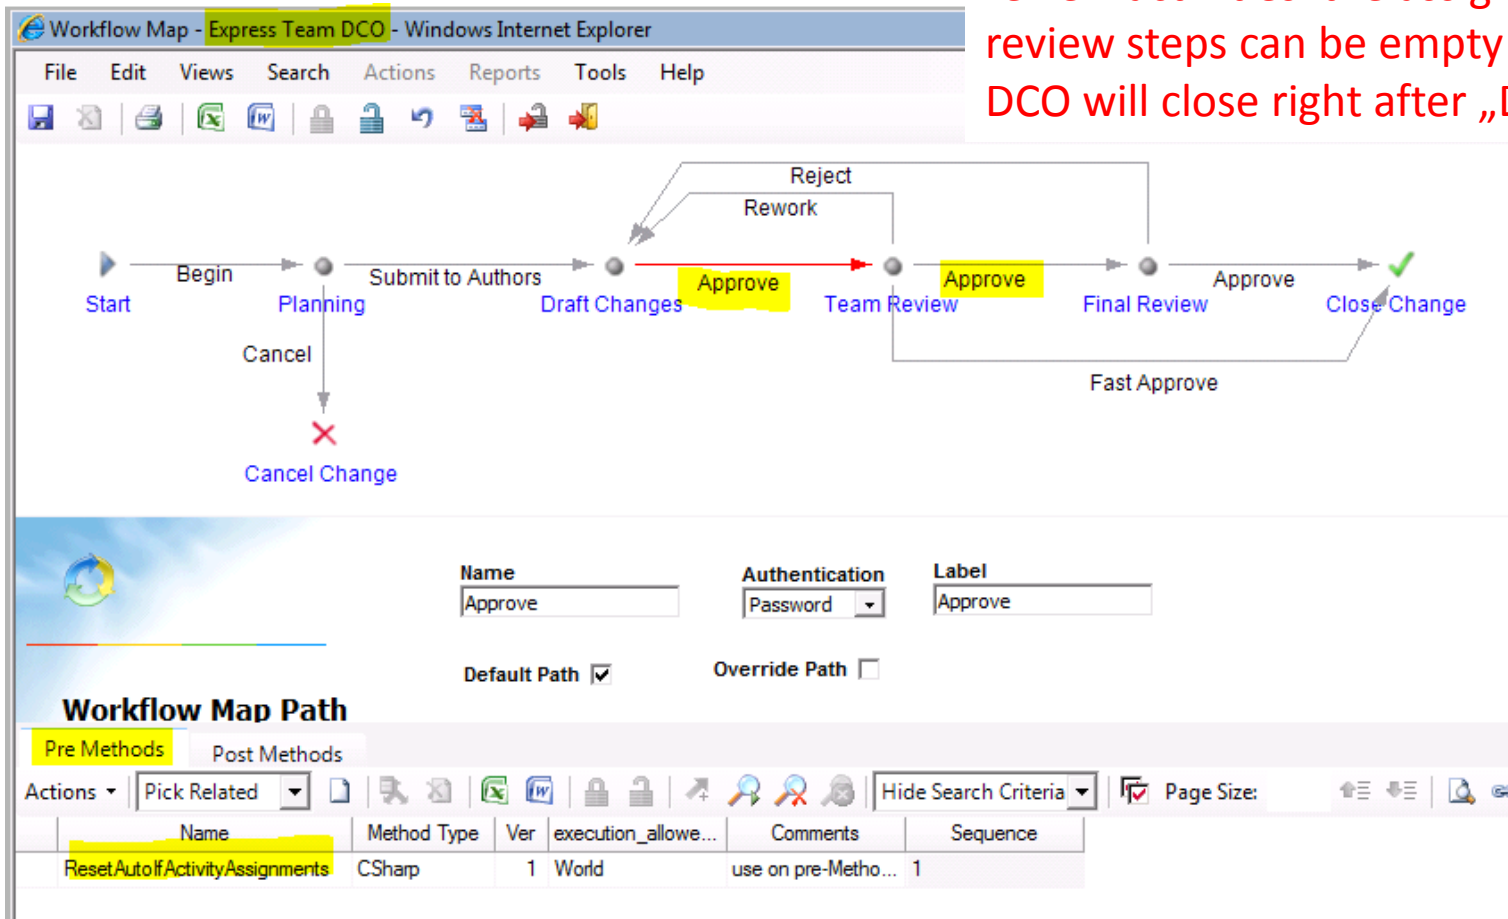 Workflow Map - Express Team DCO - Windows Internet Explorer
review steps can be empty
DCO will close right after „D
File Edit Views Search Actions Reports Tools Help
Reject
Rework
Begin
Submit to Authors
Approve
Approve
Approve
Start
Planning
Draft Changes
Team Review
Final Review
Close Change
Cancel
Fast Approve
Cancel Change
Name
Authentication
Label
Approve
Password
Approve
Default Path
Override Path
Workflow Map Path
Pre Methods
Post Methods
Actions Pick Related Hide Search Criteria Page Size:
Name Method Type Ver execution_allowe... Comments Sequence
ResetAutoIfActivityAssignments CSharp 1 World use on pre-Metho... 1